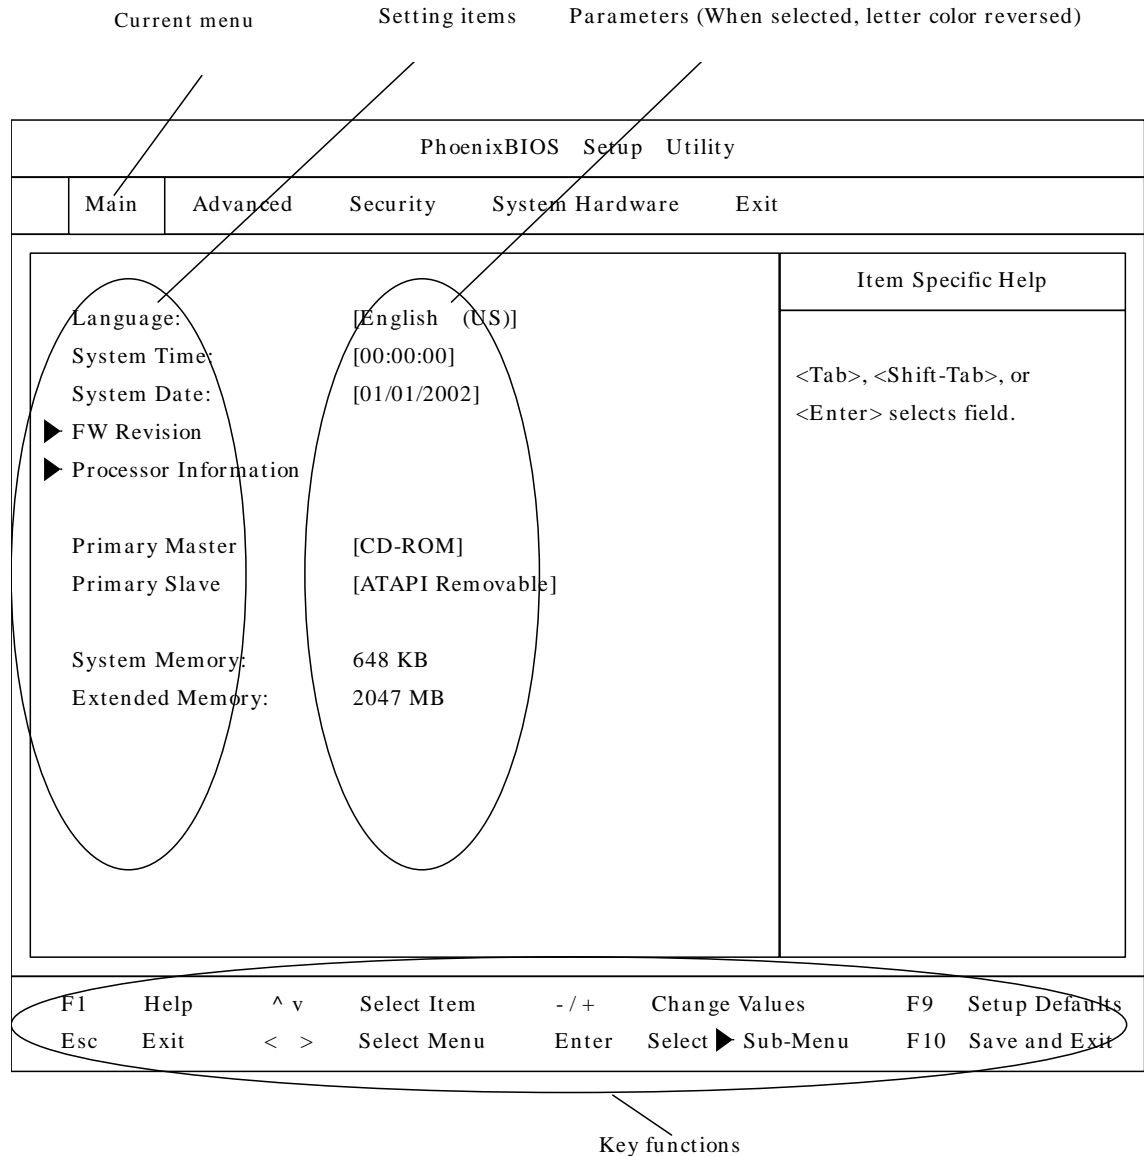 Current menu Setting items Parameters (When selected, letter color reversed)
PhoenixBIOS Setup Utility
Main Advanced Security System Hardware Exit
Item Specific Help
Language: [English (US)]
System Time: [00:00:00]
System Date: [01/01/2002]
▶ FW Revision
▶ Processor Information
<Tab>, <Shift-Tab>, or
<Enter> selects field.
Primary Master [CD-ROM]
Primary Slave [ATAPI Removable]
System Memory: 648 KB
Extended Memory: 2047 MB
F1 Help ^ v Select Item - / + Change Values F9 Setup Defaults
Esc Exit < > Select Menu Enter Select ▶ Sub-Menu F10 Save and Exit
Key functions